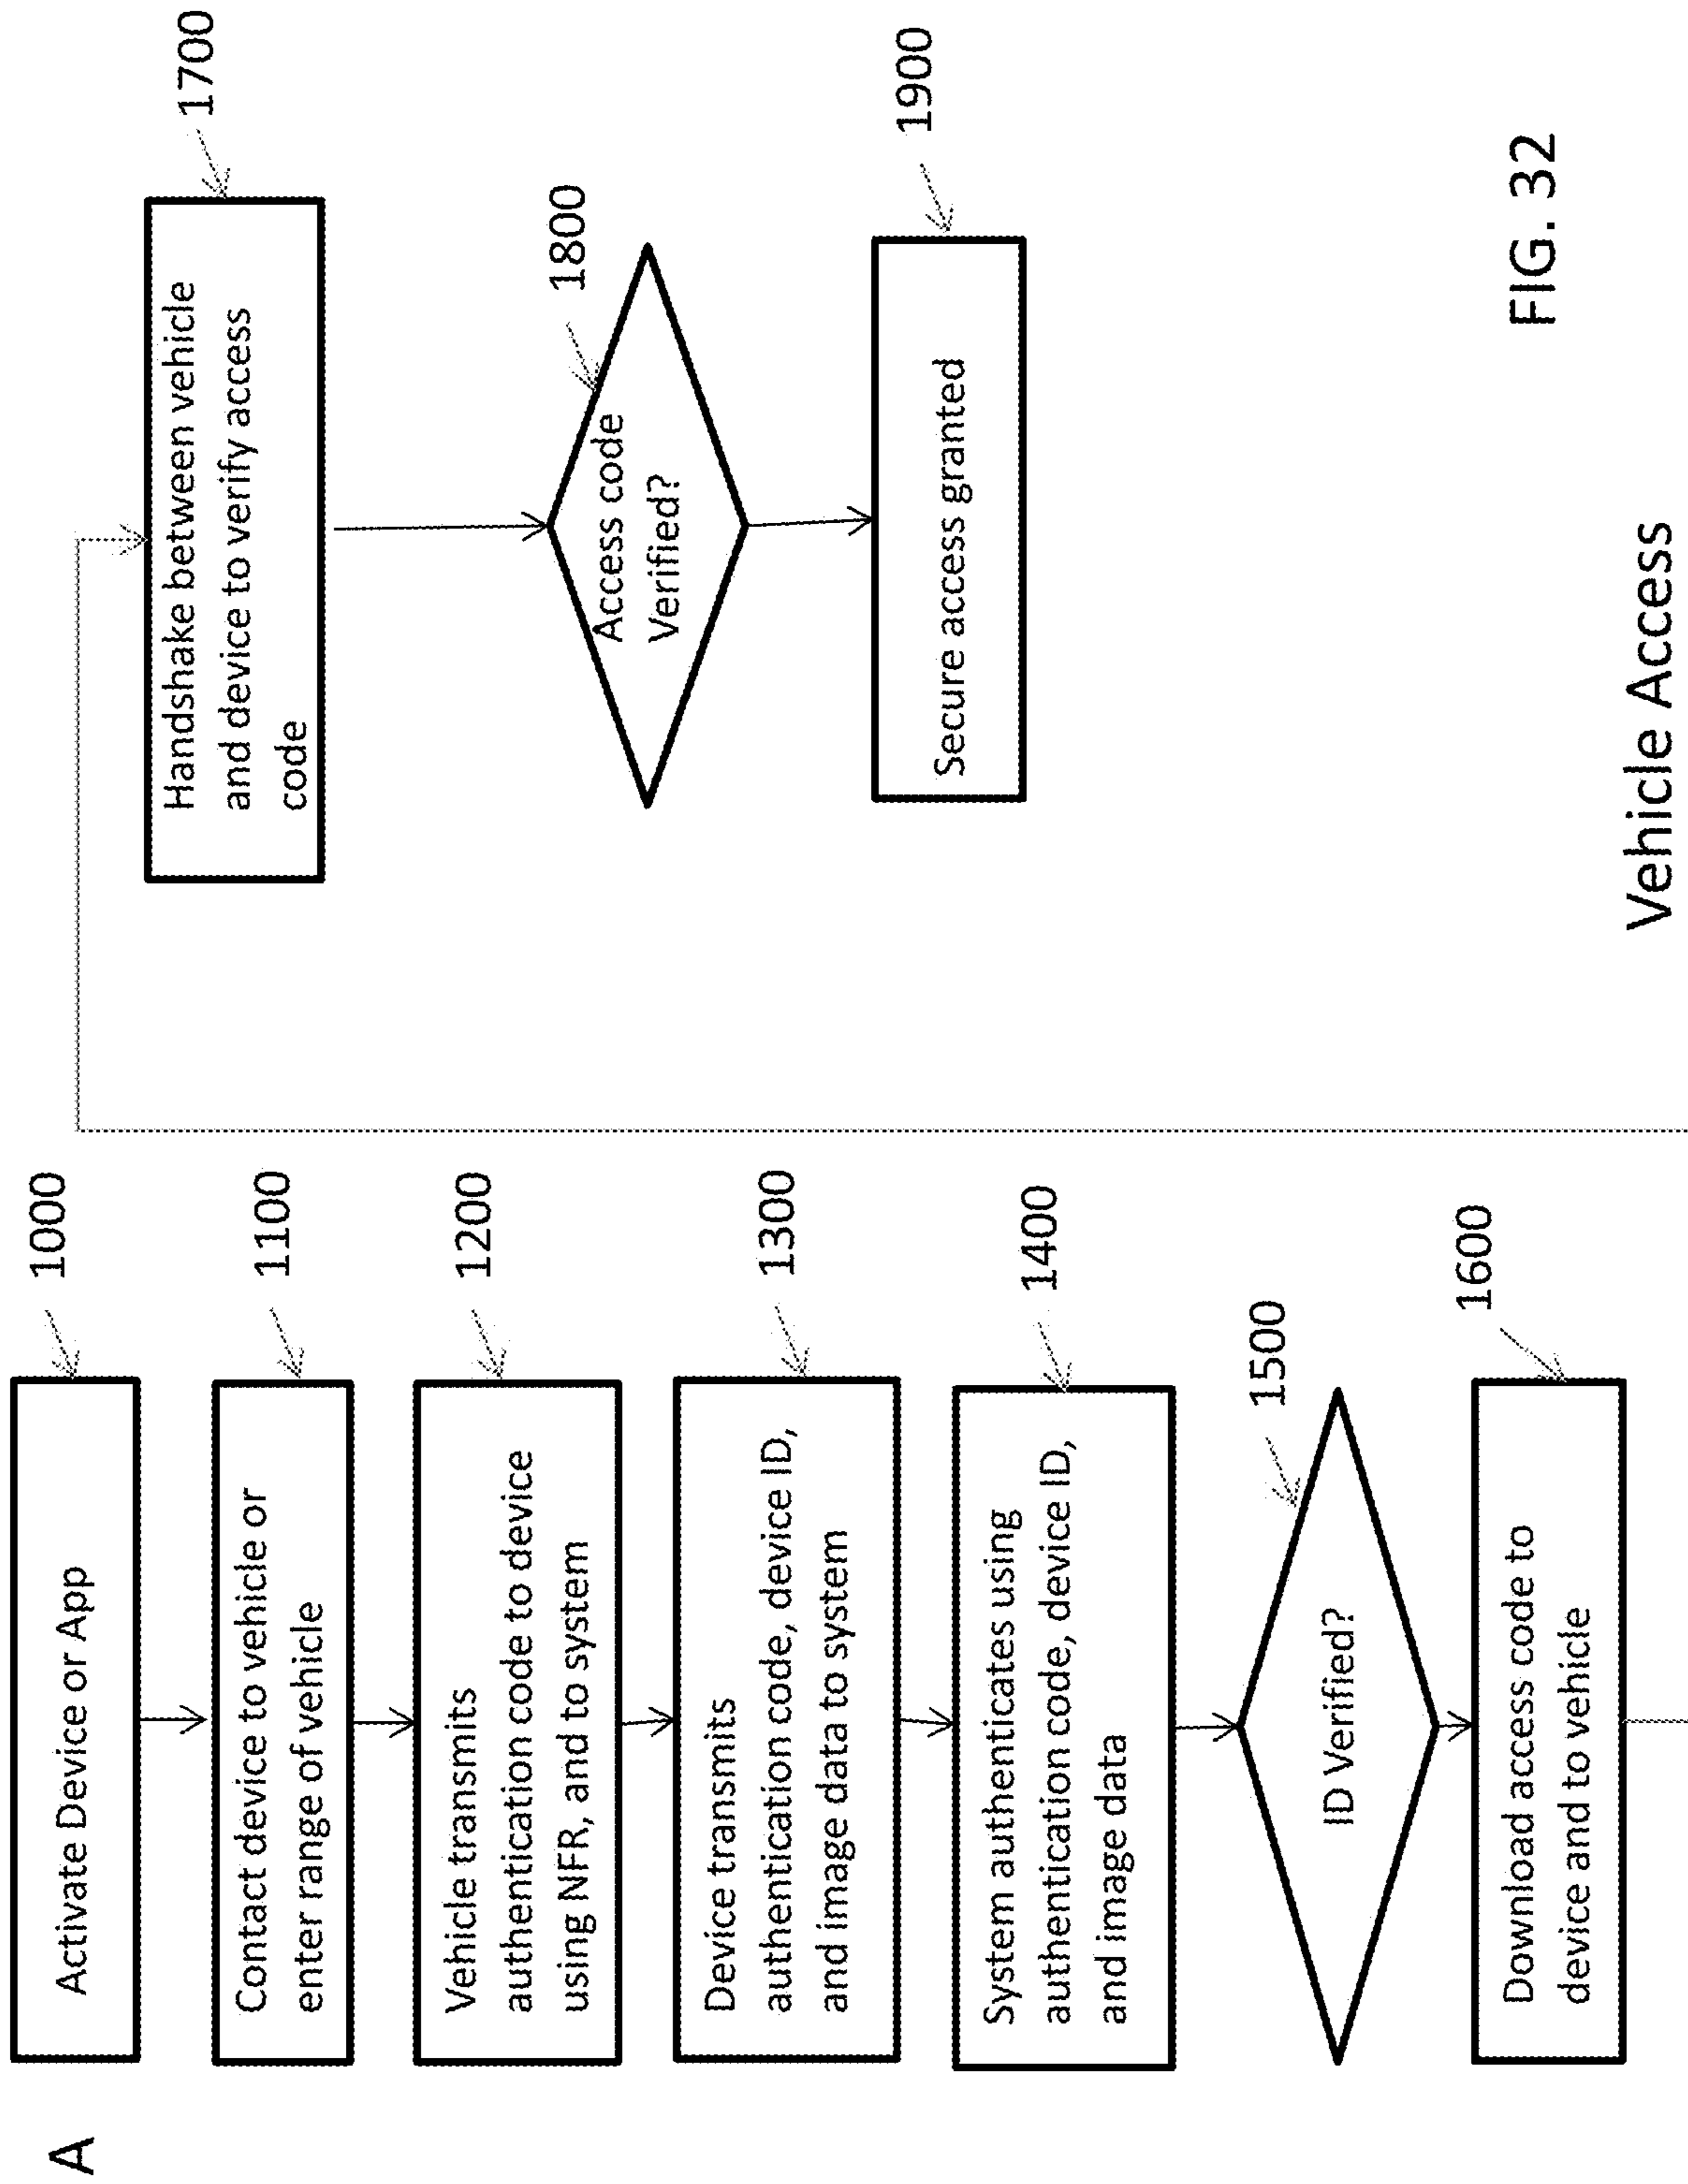 A
Activate Device or App
1000
Contact device to vehicle or
enter range of vehicle
1100
Vehicle transmits
authentication code to device
using NFR, and to system
1200
Device transmits
authentication code, device ID,
and image data to system
1300
System authenticates using
authentication code, device ID,
and image data
1400
ID Verified?
1500
Download access code to
device and to vehicle
1600
Handshake between vehicle
and device to verify access
code
1700
Access code
Verified?
1800
Secure access granted
1900
FIG. 32
Vehicle Access